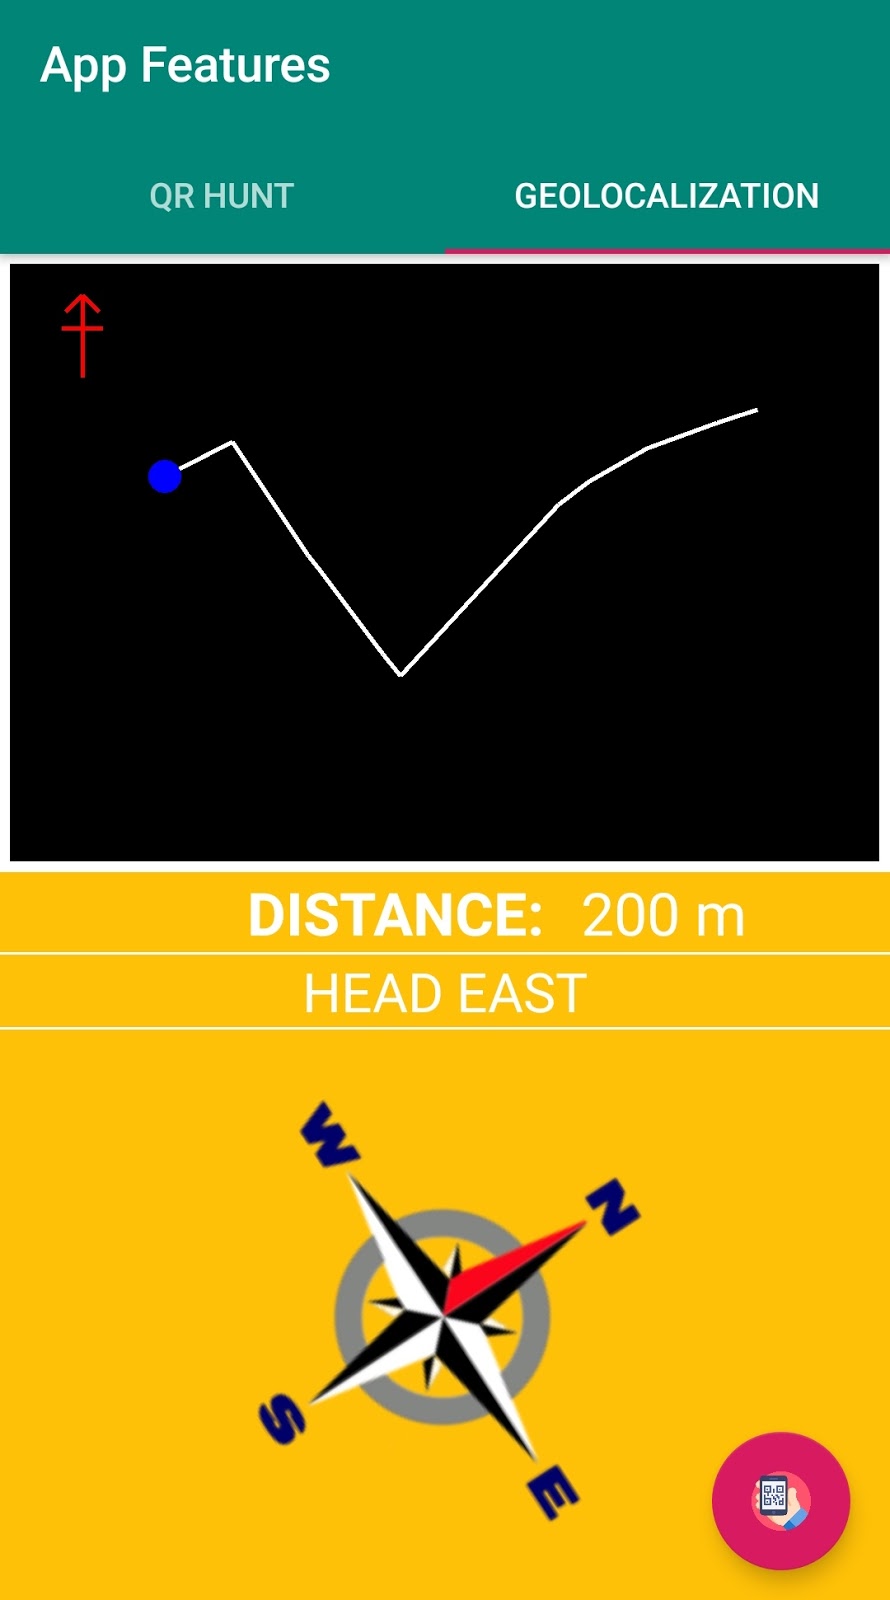 App Features
QR HUNT
GEOLOCALIZATION
DISTANCE: 200 m
HEAD EAST
W
N
S
E